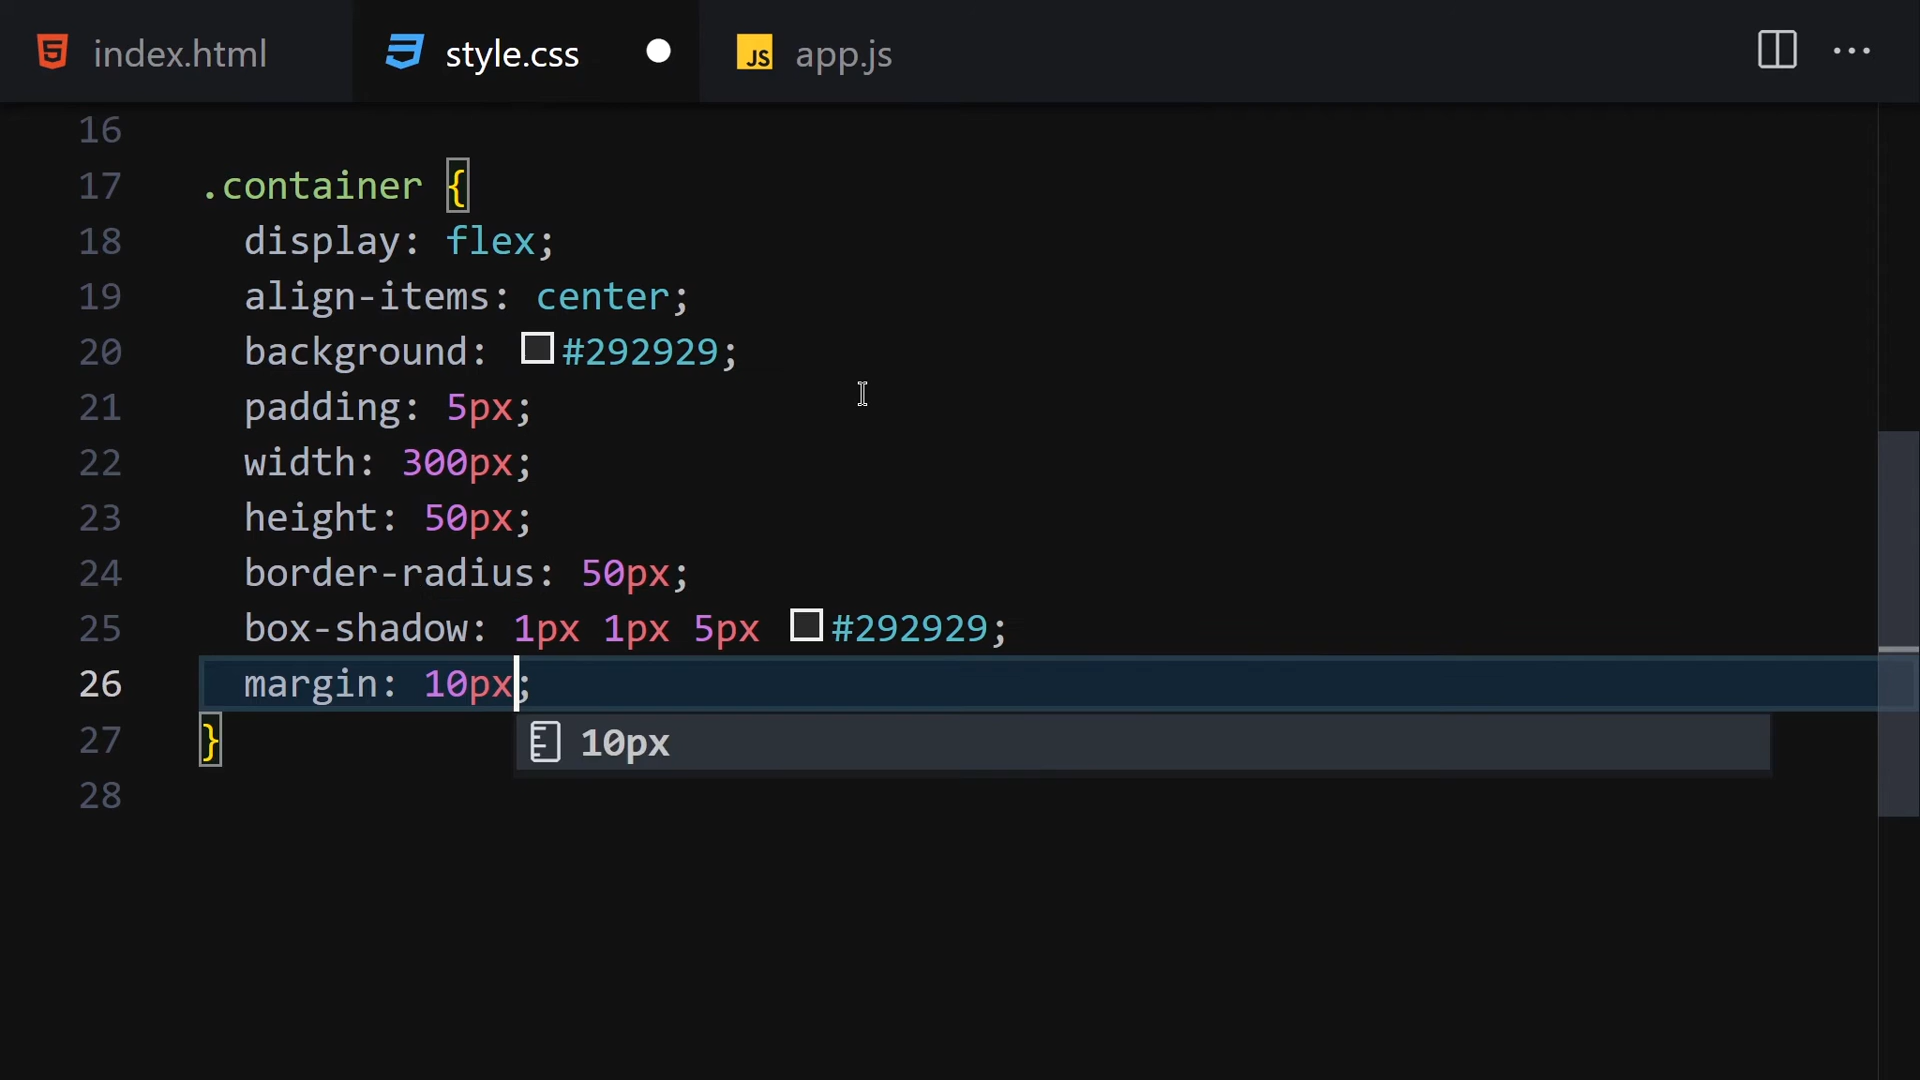 index.html style.css JS app.js
16
17 .container {
18 display: flex;
19 align-items: center;
20 background: #292929;
21 padding: 5px;
22 width: 300px;
23 height: 50px;
24 border-radius: 50px;
25 box-shadow: 1px 1px 5px #292929;
26 margin: 10px;
27 }
10px
28